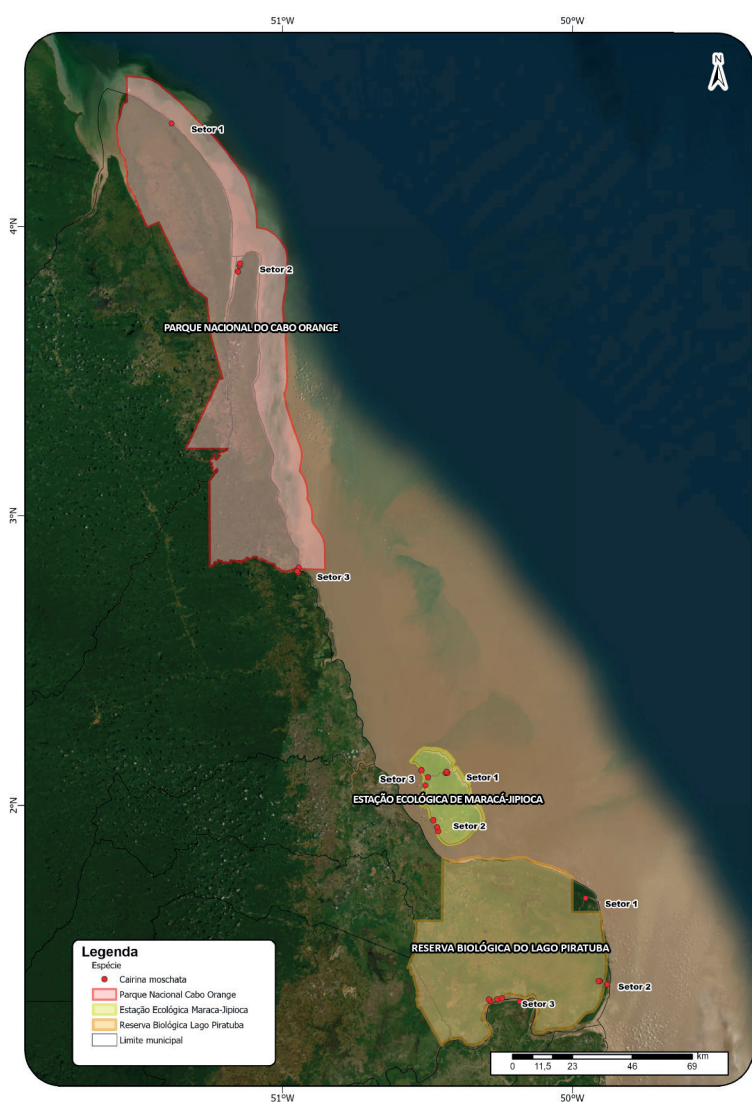 51°W
50°W
N
Setor 1
4°N
Setor 2
PARQUE NACIONAL DO CABO ORANGE
3°N
Setor 3
Setor 3
Setor 1
ESTAÇÃO ECOLÓGICA DE MARACÁ-JIPIOCA
2°N
Setor 2
Setor 1
RESERVA BIOLÓGICA DO LAGO PIRATUBA
Setor 2
Setor 3
Legenda
Espécie
Cairina moschata
Parque Nacional Cabo Orange
Estação Ecológica Maraca-Jipioca
Reserva Biológica Lago Piratuba
Límite municipal
km
0 11,5 23 46 69
51°W
50°W